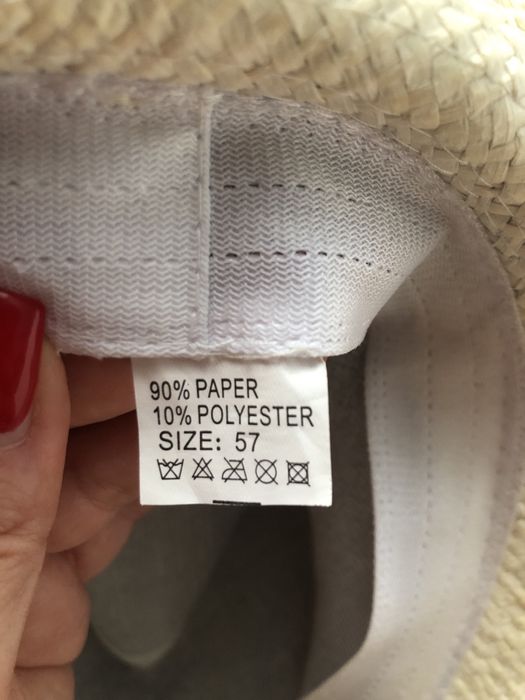 90% PAPER
10% POLYESTER
SIZE: 57